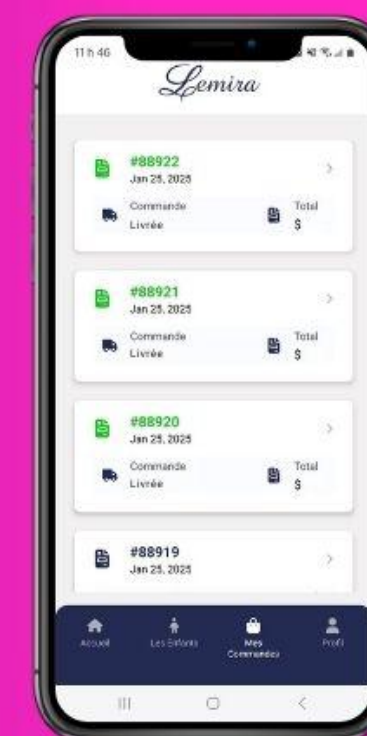 11 h 46
Lemira
#88922
Jan 25, 2025
Commande
Livrée
Total
$
#88921
Jan 25, 2025
Commande
Livrée
Total
$
#88920
Jan 25, 2025
Commande
Livrée
Total
$
#88919
Jan 25, 2025
Accueil
Les Enfants
Mes
Commandes
Profil